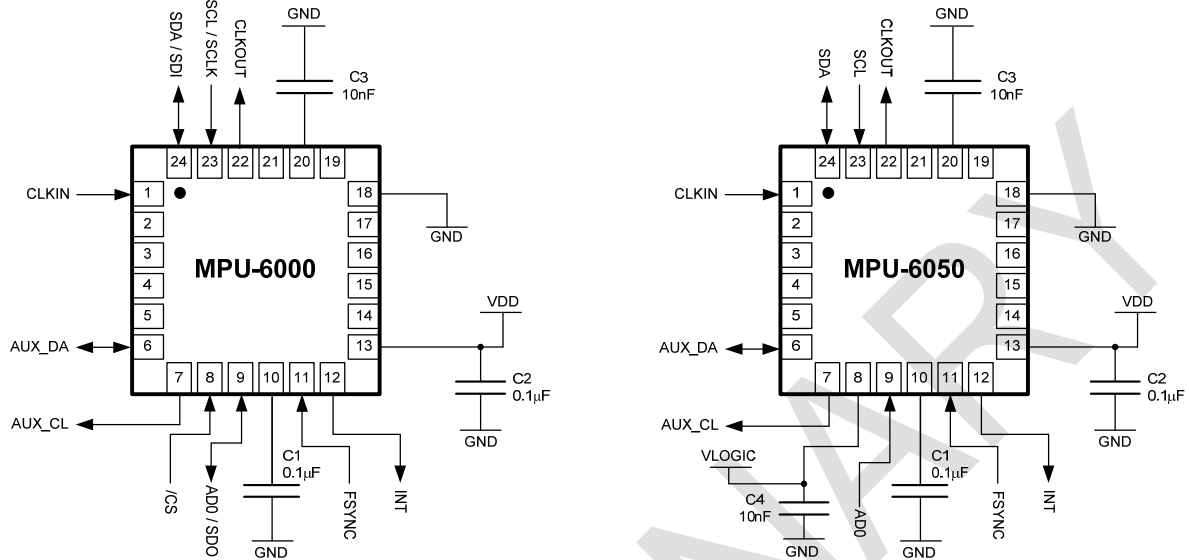 GND
SDA / SDI
SCL / SCLK
CLKOUT
C3
10nF
24 23 22 21 20 19
CLKIN
1
2
3
4
5
6
18
17
16
15
14
13
MPU-6000
GND
VDD
AUX_DA
7 8 9 10 11 12
C2
0.1µF
GND
AUX_CL
/CS
AD0 / SDO
C1
0.1µF
GND
FSYNC
INT
GND
SDA
SCL
CLKOUT
C3
10nF
24 23 22 21 20 19
CLKIN
1
2
3
4
5
6
18
17
16
15
14
13
MPU-6050
GND
VDD
AUX_DA
7 8 9 10 11 12
C2
0.1µF
GND
AUX_CL
VLOGIC
C4
10nF
GND
AD0
C1
0.1µF
GND
FSYNC
INT
NARY